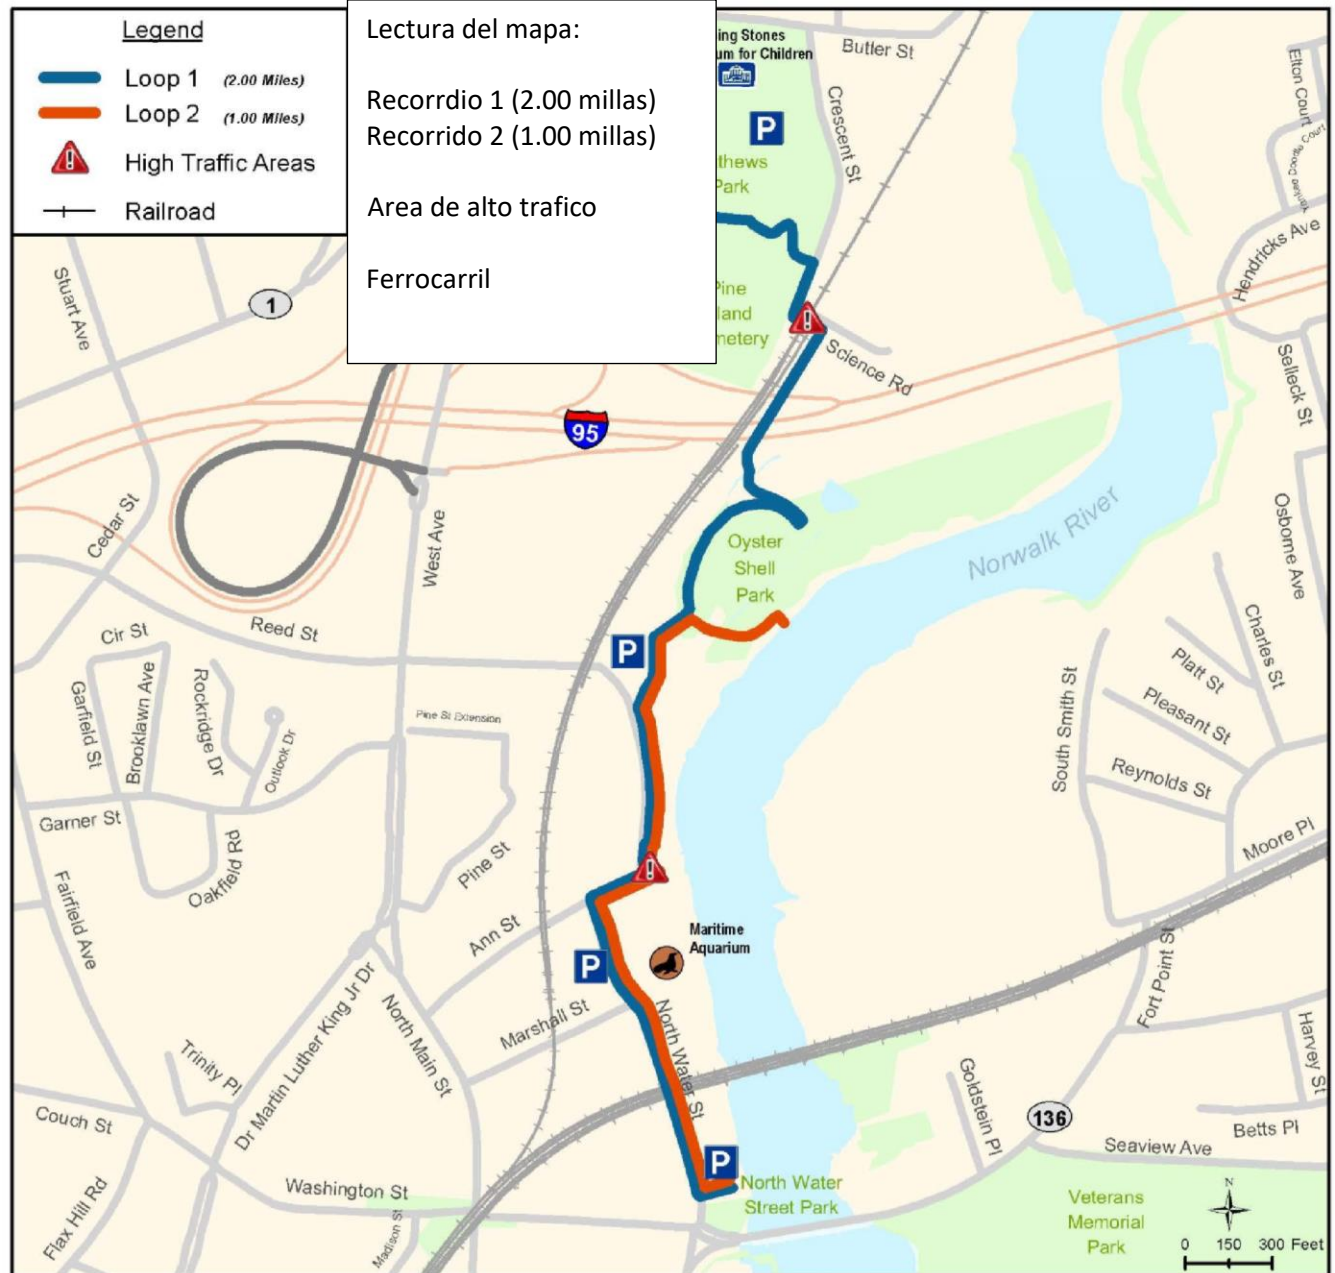 Legend
Loop 1 (2.00 Miles)
Loop 2 (1.00 Miles)
High Traffic Areas
Railroad
Lectura del mapa:
Recorrdio 1 (2.00 millas)
Recorrido 2 (1.00 millas)
Area de alto trafico
Ferrocarril
ing Stones
um for Children
P
thews
Park
Butler St
Crescent St
Elton Court
Yankee Doodle Court
Hendricks Ave
Selleck St
Osborne Ave
Pine
land
metery
Science Rd
Stuart Ave
1
95
Cedar St
West Ave
Oyster
Shell
Park
Norwalk River
Reed St
P
Cir St
Garfield St
Brooklawn Ave
Rockridge Dr
Outlook Dr
Pine St Extension
Garner St
Oakfield Rd
Pine St
Fairfield Ave
Ann St
Charles St
Platt St
Pleasant St
South Smith St
Reynolds St
Moore Pl
Maritime
Aquarium
P
Marshall St
North Water St
Fort Point St
Harvey St
Dr Martin Luther King Jr Dr
North Main St
Trinity Pl
Couch St
Goldstein Pl
136
Betts Pl
Seaview Ave
P
North Water
Street Park
Washington St
Flax Hill Rd
Madison St
Veterans
Memorial
Park
N
0 150 300 Feet